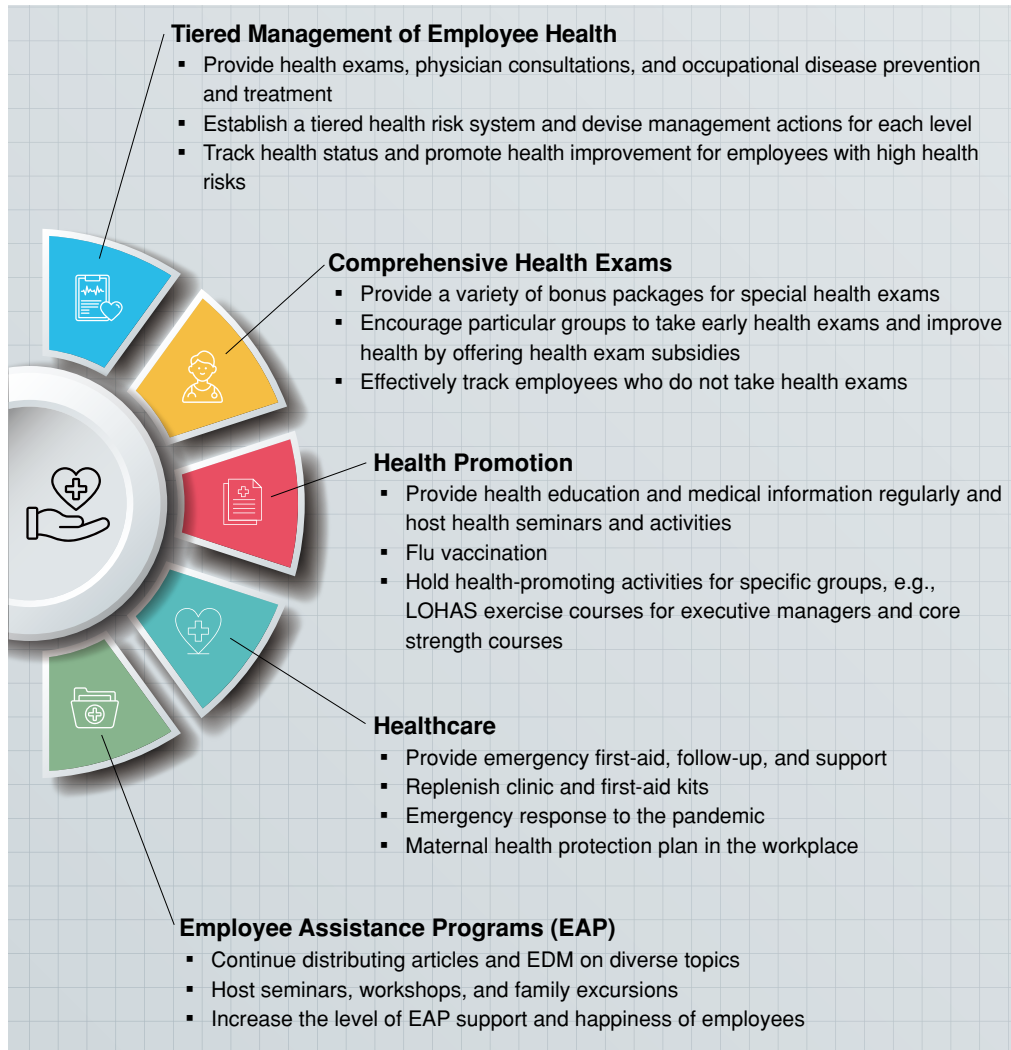 Tiered Management of Employee Health
▪ Provide health exams, physician consultations, and occupational disease prevention
and treatment
▪ Establish a tiered health risk system and devise management actions for each level
▪ Track health status and promote health improvement for employees with high health
risks
Comprehensive Health Exams
▪ Provide a variety of bonus packages for special health exams
▪ Encourage particular groups to take early health exams and improve
health by offering health exam subsidies
▪ Effectively track employees who do not take health exams
Health Promotion
▪ Provide health education and medical information regularly and
host health seminars and activities
▪ Flu vaccination
▪ Hold health-promoting activities for specific groups, e.g.,
LOHAS exercise courses for executive managers and core
strength courses
Healthcare
▪ Provide emergency first-aid, follow-up, and support
▪ Replenish clinic and first-aid kits
▪ Emergency response to the pandemic
▪ Maternal health protection plan in the workplace
Employee Assistance Programs (EAP)
▪ Continue distributing articles and EDM on diverse topics
▪ Host seminars, workshops, and family excursions
▪ Increase the level of EAP support and happiness of employees